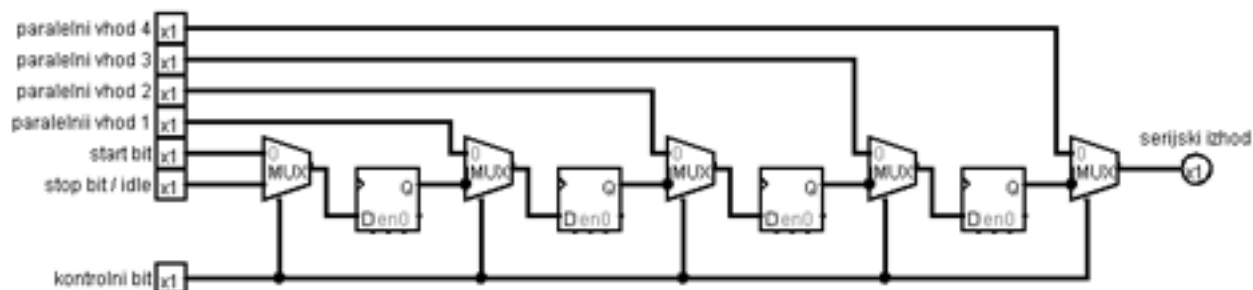 paralelni vhod 4 x1
paralelni vhod 3 x1
paralelni vhod 2 x1
paralelnii vhod 1 x1
serijski izhod
start bit x1 0 0 0 0 0
stop bit / idle x1 MUX Q MUX Q MUX Q MUX Q MUX x1
D en0 D en0 D en0 D en0
kontrolni bit x1